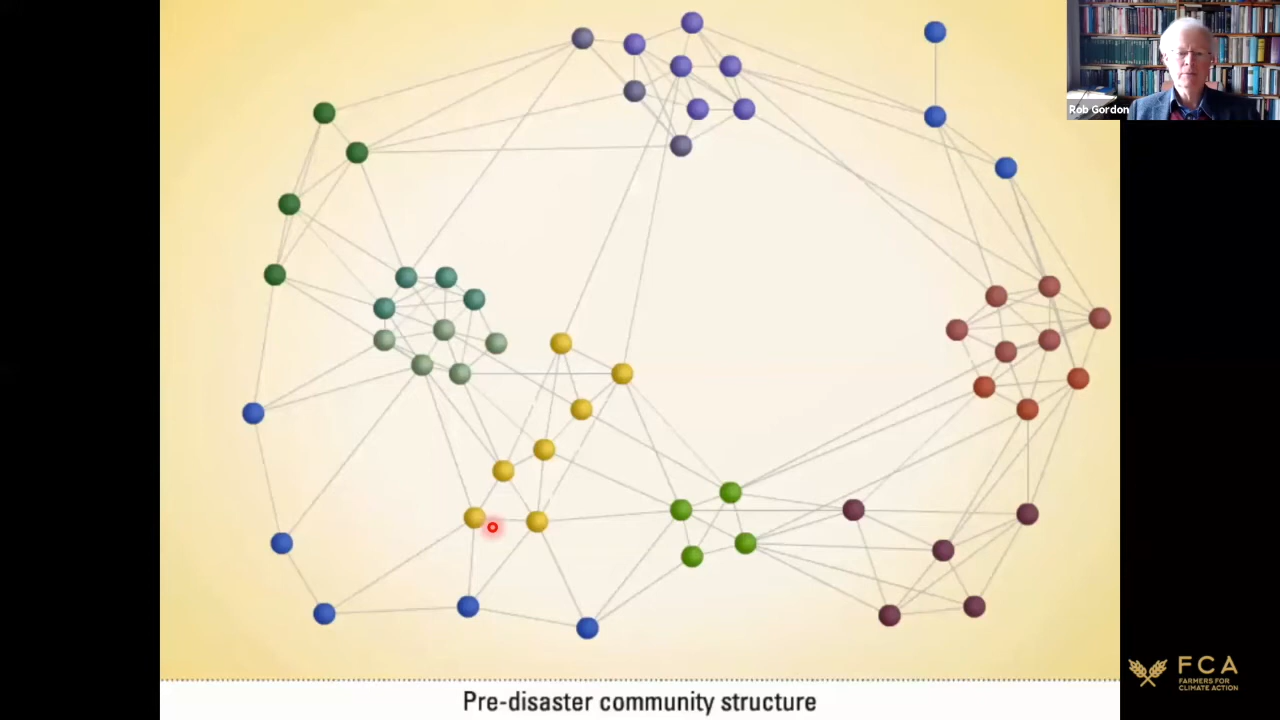 Rob Gordon
Pre-disaster community structure
FCA
FARMERS FOR
CLIMATE ACTION